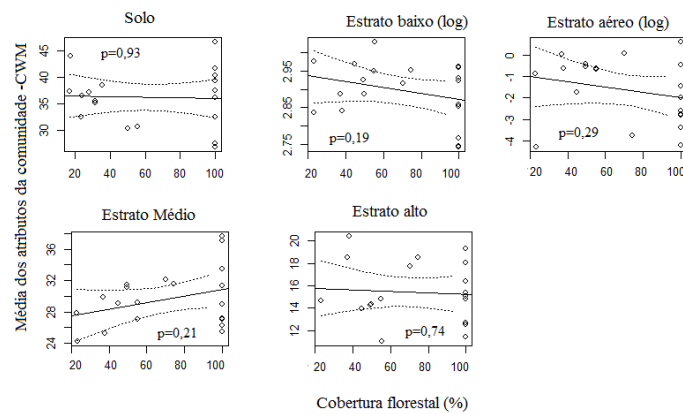 Solo
Estrato baixo (log)
Estrato aéreo (log)
Média dos atributos da comunidade -CWM
p=0,93
45
40
35
30
20 40 60 80 100
p=0,19
2.95
2.85
2.75
20 40 60 80 100
p=0,29
0
-1
-2
-3
-4
20 40 60 80 100
Estrato Médio
Estrato alto
p=0,21
36
32
28
24
20 40 60 80 100
p=0,74
20
18
16
14
12
20 40 60 80 100
Cobertura florestal (%)